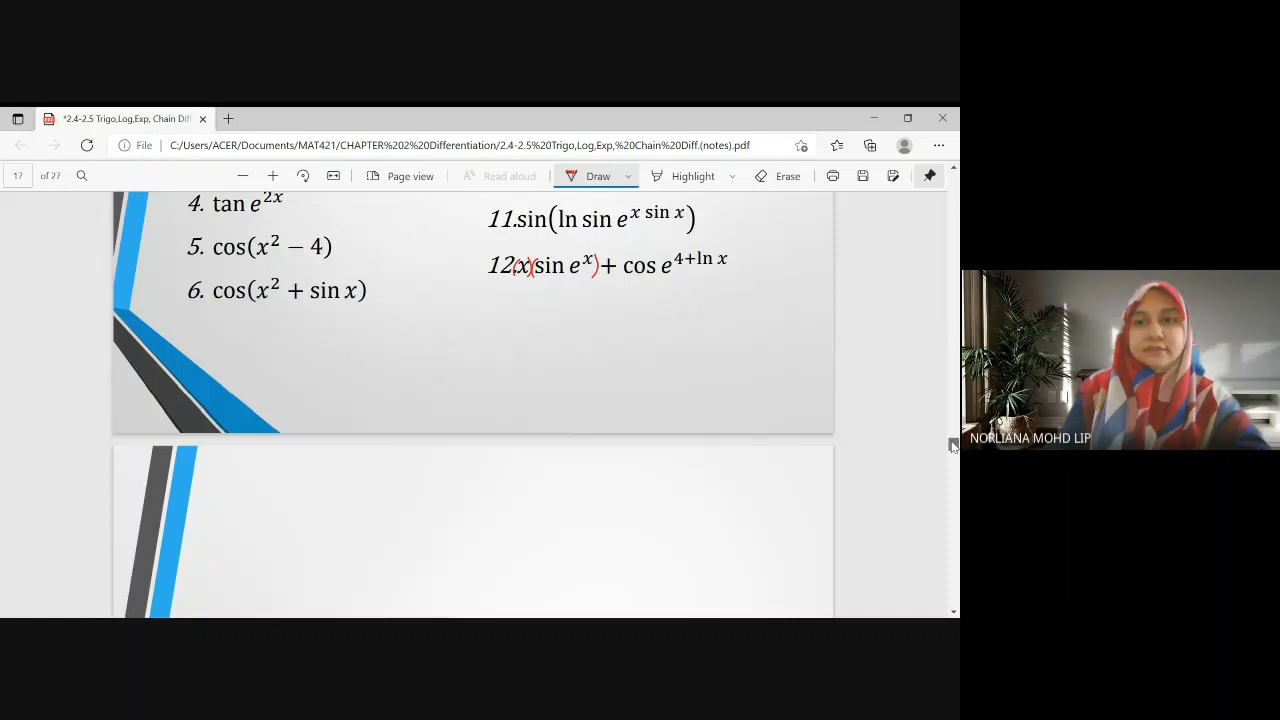 *2.4-2.5 Trigo,Log,Exp, Chain Dif
File C:/Users/ACER/Documents/MAT421/CHAPTER%202%20Differentiation/2.4-2.5%20Trigo,Log,Exp,%20Chain%20Diff.(notes).pdf
17 of 27 Page view Read aloud Draw Highlight Erase
4. tan e^{2x}
5. cos(x² − 4)
6. cos(x² + sin x)
11. sin(ln sin e^{x sin x})
12. (x)(sin e^x) + cos e^{4+ln x}
NORLIANA MOHD LIP